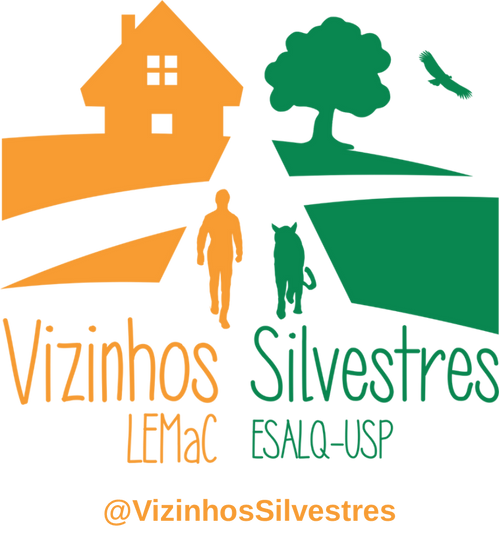 Vizinhos Silvestres
LEMaC ESALQ-USP
@VizinhosSilvestres